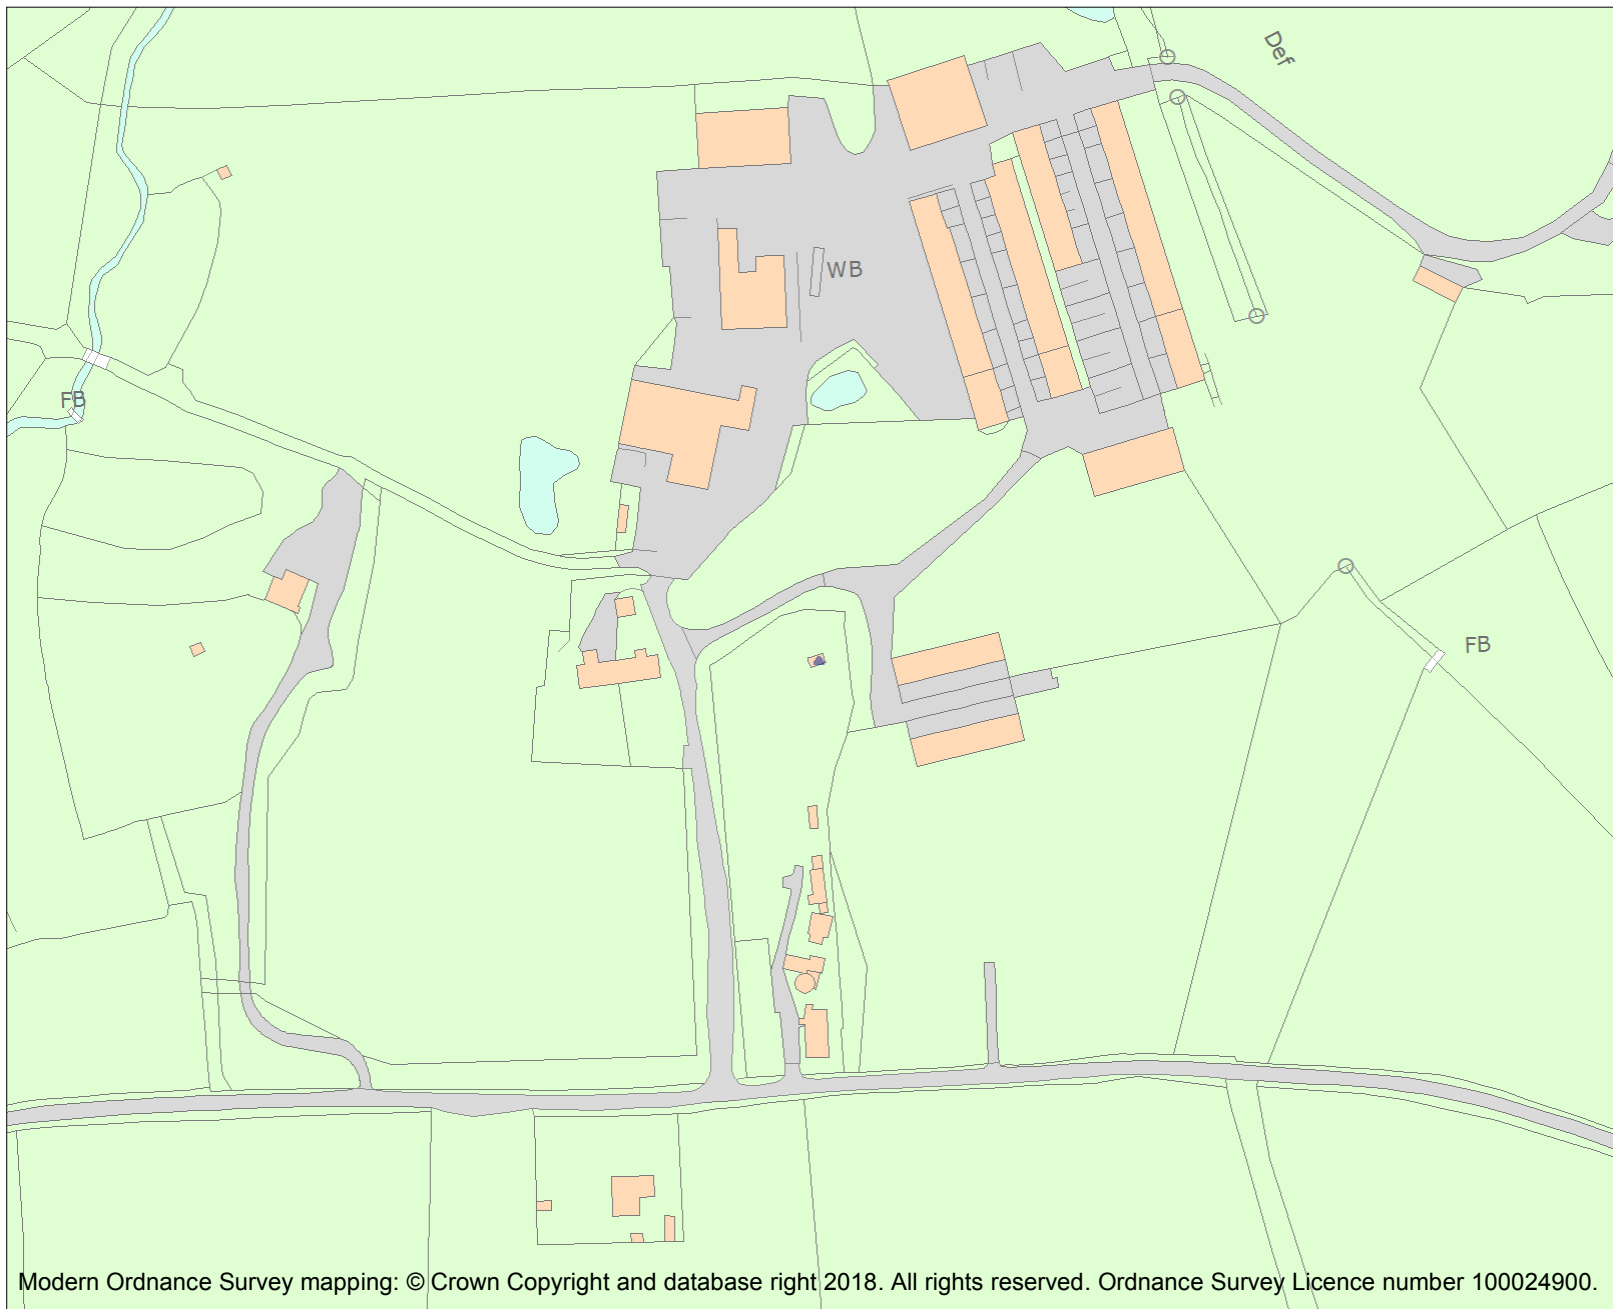 Def
WB
FB
FB
Modern Ordnance Survey mapping: © Crown Copyright and database right 2018. All rights reserved. Ordnance Survey Licence number 100024900.